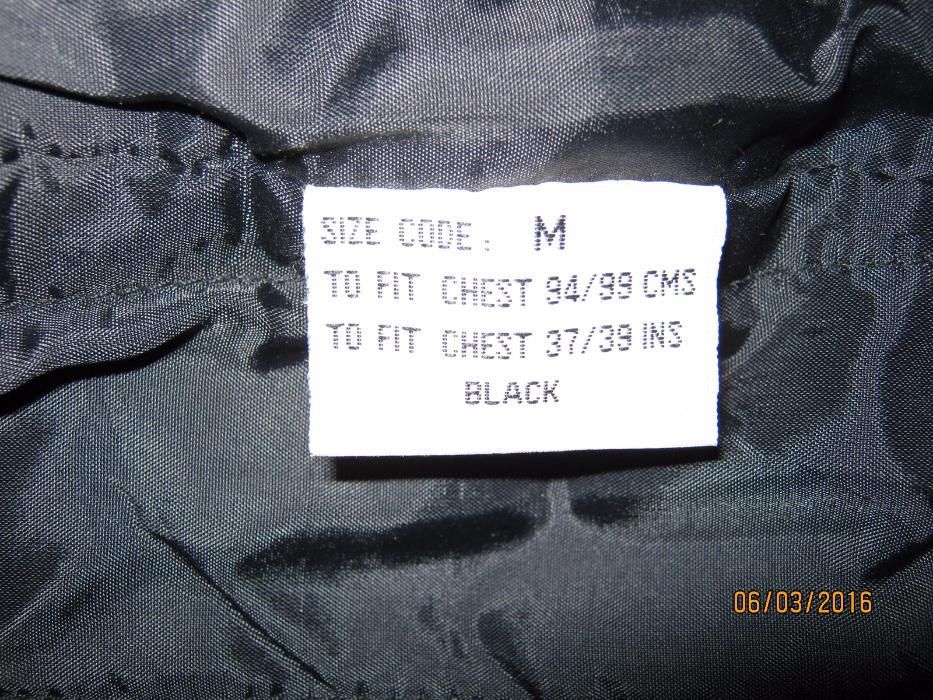 SIZE CODE: M
TO FIT CHEST 94/99 CMS
TO FIT CHEST 37/39 INS
BLACK
06/03/2016